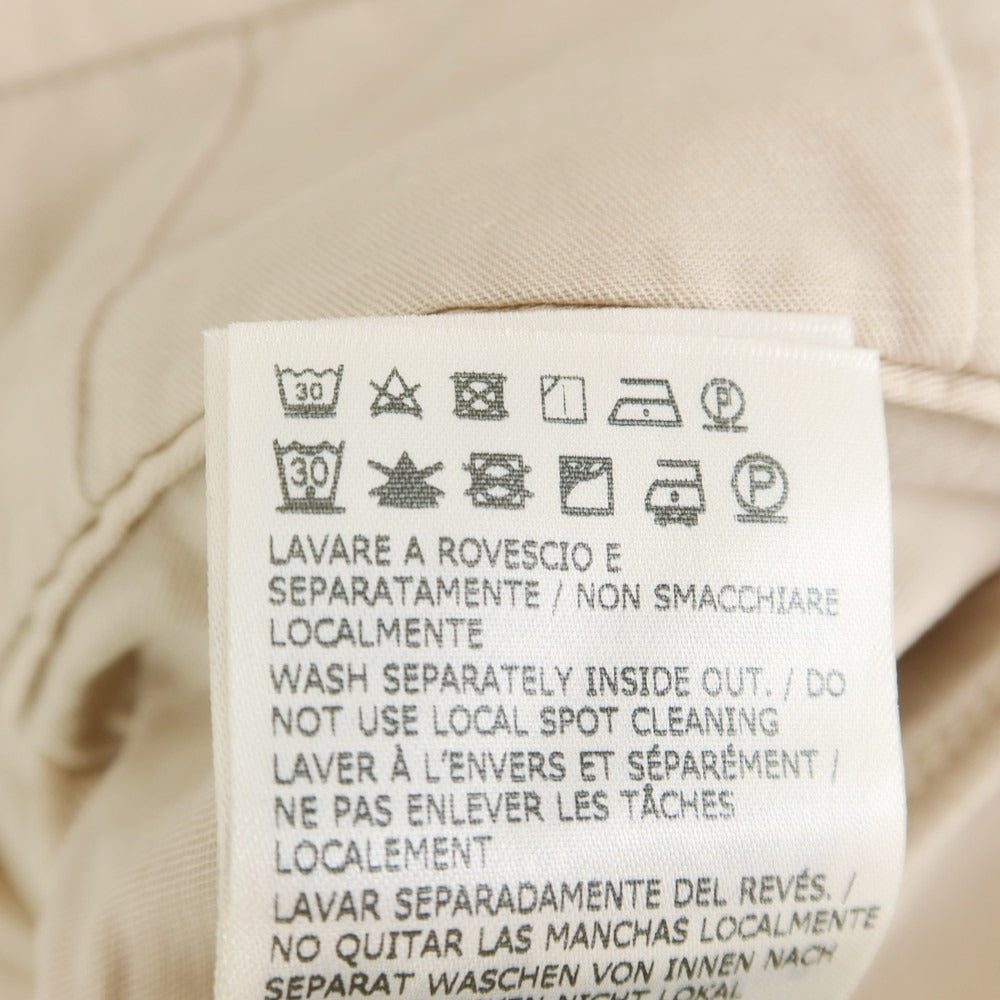 30 P
30 P
LAVARE A ROVESCIO E
SEPARATAMENTE / NON SMACCHIARE
LOCALMENTE
WASH SEPARATELY INSIDE OUT. / DO
NOT USE LOCAL SPOT CLEANING
LAVER À L'ENVERS ET SÉPARÉMENT /
NE PAS ENLEVER LES TÂCHES
LOCALEMENT
LAVAR SEPARADAMENTE DEL REVÉS. /
NO QUITAR LAS MANCHAS LOCALMENTE
SEPARAT WASCHEN VON INNEN NACH
NICHT LOKAL